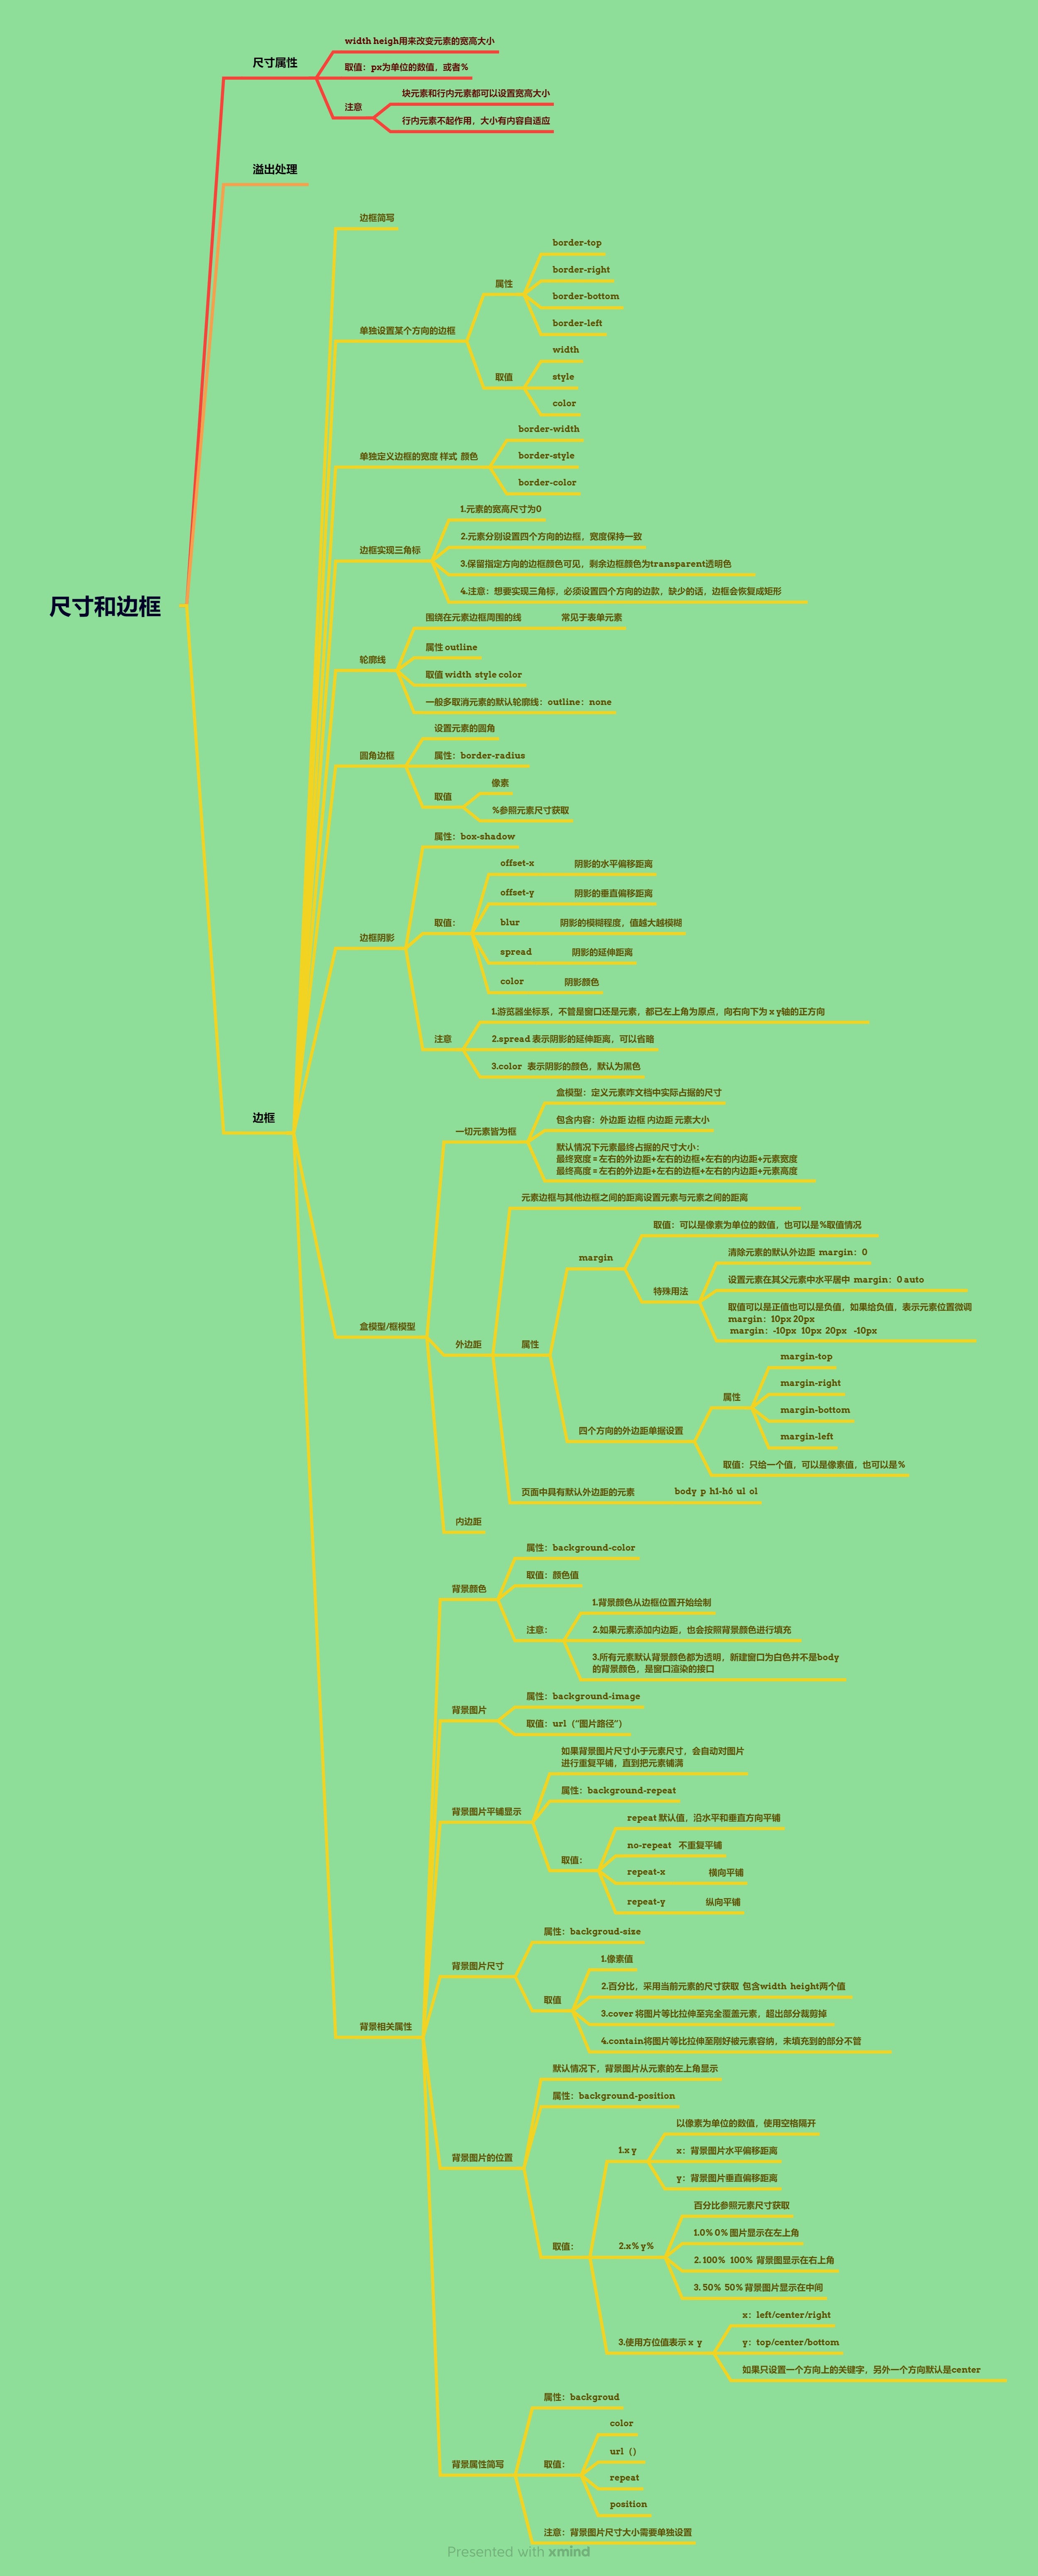 尺寸和边框
尺寸属性
width heigh用来改变元素的宽高大小
取值：px为单位的数值，或者%
注意
块元素和行内元素都可以设置宽高大小
行内元素不起作用，大小有内容自适应
溢出处理
边框
边框简写
单独设置某个方向的边框
属性
border-top
border-right
border-bottom
border-left
取值
width
style
color
单独定义边框的宽度 样式 颜色
border-width
border-style
border-color
边框实现三角标
1.元素的宽高尺寸为0
2.元素分别设置四个方向的边框，宽度保持一致
3.保留指定方向的边框颜色可见，剩余边框颜色为transparent透明色
4.注意：想要实现三角标，必须设置四个方向的边款，缺少的话，边框会恢复成矩形
轮廓线
围绕在元素边框周围的线 常见于表单元素
属性 outline
取值 width style color
一般多取消元素的默认轮廓线：outline：none
圆角边框
设置元素的圆角
属性：border-radius
取值
像素
%参照元素尺寸获取
边框阴影
属性：box-shadow
取值：
offset-x 阴影的水平偏移距离
offset-y 阴影的垂直偏移距离
blur 阴影的模糊程度，值越大越模糊
spread 阴影的延伸距离
color 阴影颜色
注意
1.游览器坐标系，不管是窗口还是元素，都已左上角为原点，向右向下为 x y轴的正方向
2.spread 表示阴影的延伸距离，可以省略
3.color 表示阴影的颜色，默认为黑色
盒模型/框模型
一切元素皆为框
盒模型：定义元素咋文档中实际占据的尺寸
包含内容：外边距 边框 内边距 元素大小
默认情况下元素最终占据的尺寸大小：
最终宽度 = 左右的外边距+左右的边框+左右的内边距+元素宽度
最终高度 = 左右的外边距+左右的边框+左右的内边距+元素高度
外边距
元素边框与其他边框之间的距离设置元素与元素之间的距离
属性
margin
取值：可以是像素为单位的数值，也可以是%取值情况
特殊用法
清除元素的默认外边距 margin：0
设置元素在其父元素中水平居中 margin：0 auto
取值可以是正值也可以是负值，如果给负值，表示元素位置微调
margin：10px 20px
margin：-10px 10px 20px -10px
四个方向的外边距单据设置
属性
margin-top
margin-right
margin-bottom
margin-left
取值：只给一个值，可以是像素值，也可以是%
页面中具有默认外边距的元素 body p h1-h6 ul ol
内边距
背景相关属性
背景颜色
属性：background-color
取值：颜色值
注意：
1.背景颜色从边框位置开始绘制
2.如果元素添加内边距，也会按照背景颜色进行填充
3.所有元素默认背景颜色都为透明，新建窗口为白色并不是body
的背景颜色，是窗口渲染的接口
背景图片
属性：background-image
取值：url（“图片路径”）
背景图片平铺显示
如果背景图片尺寸小于元素尺寸，会自动对图片
进行重复平铺，直到把元素铺满
属性：background-repeat
取值：
repeat 默认值，沿水平和垂直方向平铺
no-repeat 不重复平铺
repeat-x 横向平铺
repeat-y 纵向平铺
背景图片尺寸
属性：backgroud-size
取值
1.像素值
2.百分比，采用当前元素的尺寸获取 包含width height两个值
3.cover 将图片等比拉伸至完全覆盖元素，超出部分裁剪掉
4.contain将图片等比拉伸至刚好被元素容纳，未填充到的部分不管
背景图片的位置
默认情况下，背景图片从元素的左上角显示
属性：background-position
取值：
1.x y
以像素为单位的数值，使用空格隔开
x：背景图片水平偏移距离
y：背景图片垂直偏移距离
2.x% y%
百分比参照元素尺寸获取
1.0% 0% 图片显示在左上角
2. 100% 100% 背景图显示在右上角
3. 50% 50% 背景图片显示在中间
3.使用方位值表示 x y
x：left/center/right
y：top/center/bottom
如果只设置一个方向上的关键字，另外一个方向默认是center
背景属性简写
属性：backgroud
取值：
color
url（）
repeat
position
注意：背景图片尺寸大小需要单独设置
Presented with xmind